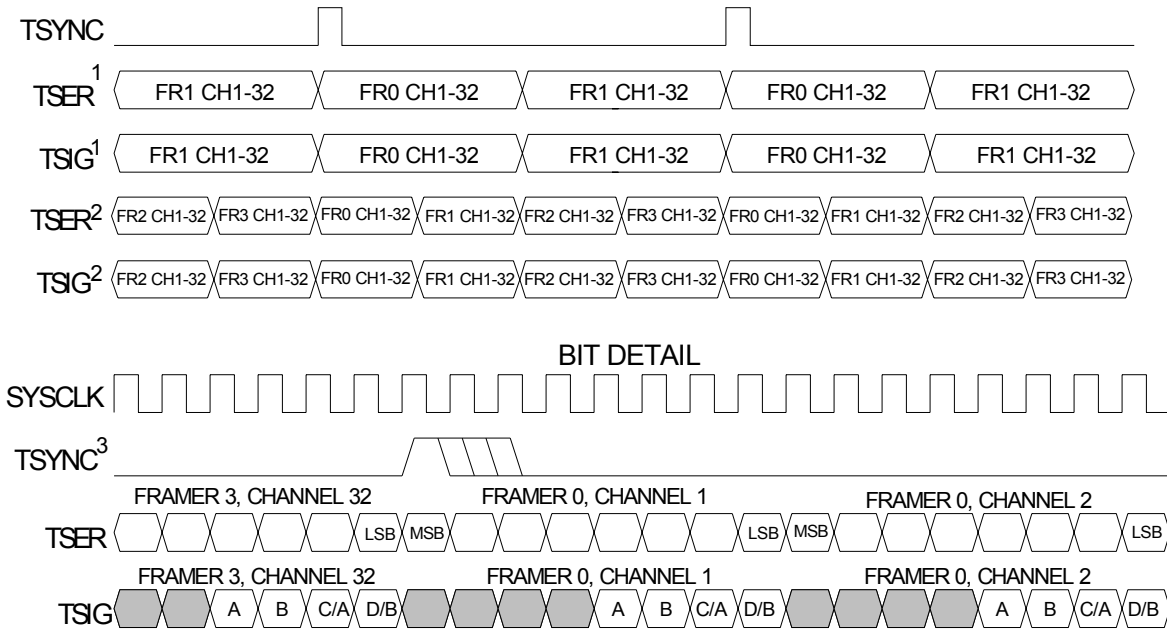 TSYNC
TSER1 FR1 CH1-32 FR0 CH1-32 FR1 CH1-32 FR0 CH1-32 FR1 CH1-32
TSIG1 FR1 CH1-32 FR0 CH1-32 FR1 CH1-32 FR0 CH1-32 FR1 CH1-32
TSER2 FR2 CH1-32 FR3 CH1-32 FR0 CH1-32 FR1 CH1-32 FR2 CH1-32 FR3 CH1-32 FR0 CH1-32 FR1 CH1-32 FR2 CH1-32 FR3 CH1-32
TSIG2 FR2 CH1-32 FR3 CH1-32 FR0 CH1-32 FR1 CH1-32 FR2 CH1-32 FR3 CH1-32 FR0 CH1-32 FR1 CH1-32 FR2 CH1-32 FR3 CH1-32
BIT DETAIL
SYSCLK
TSYNC3
FRAMER 3, CHANNEL 32 FRAMER 0, CHANNEL 1 FRAMER 0, CHANNEL 2
TSER LSB MSB LSB MSB LSB
FRAMER 3, CHANNEL 32 FRAMER 0, CHANNEL 1 FRAMER 0, CHANNEL 2
TSIG A B C/A D/B A B C/A D/B A B C/A D/B